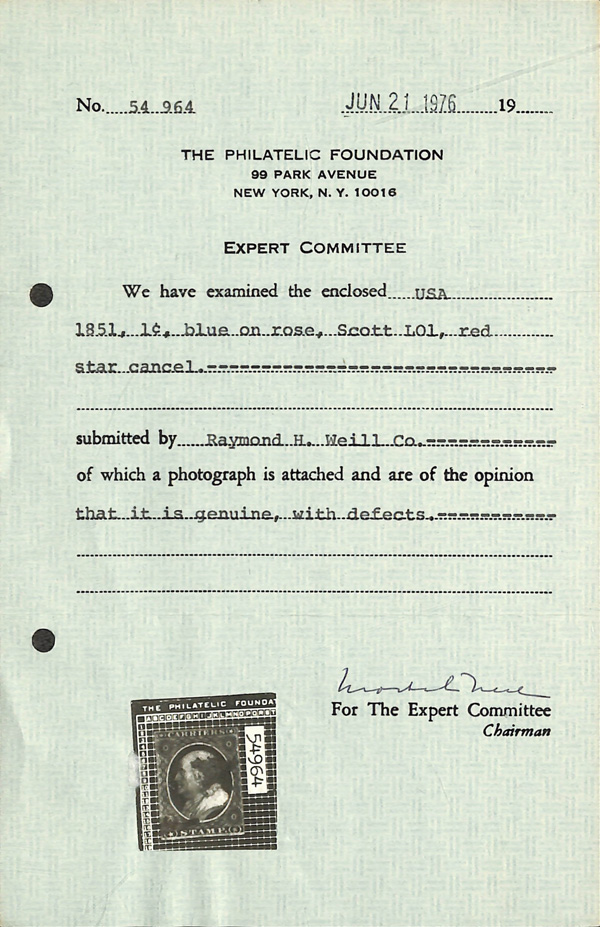 No. 54 964 JUN 21 1976 19
THE PHILATELIC FOUNDATION
99 PARK AVENUE
NEW YORK, N. Y. 10016
EXPERT COMMITTEE
We have examined the enclosed USA
1851, 1¢, blue on rose, Scott LO1, red
star cancel.
submitted by Raymond H. Weill Co.
of which a photograph is attached and are of the opinion
that it is genuine, with defects.
For The Expert Committee
Chairman
THE PHILATELIC FOUNDA
ABCDEFGHIJKLMNOPQRST
CARRIERS
54964
STAMP